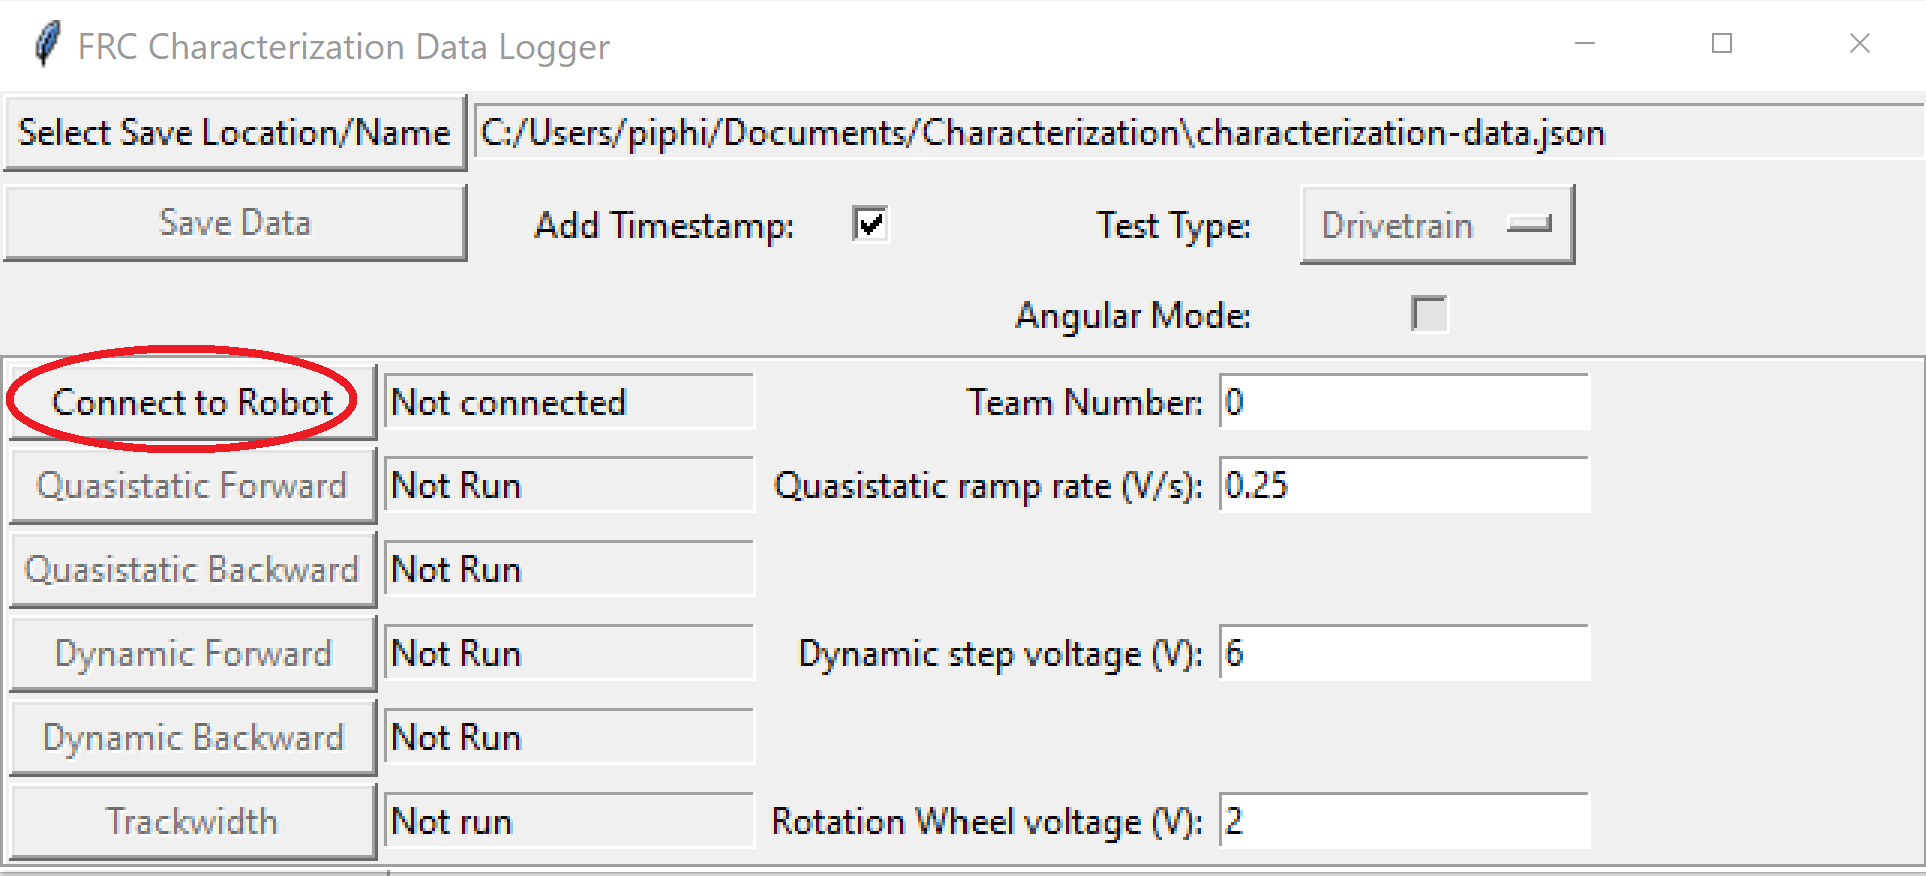 FRC Characterization Data Logger
Select Save Location/Name C:/Users/piphi/Documents/Characterization\characterization-data.json
Save Data Add Timestamp: Test Type: Drivetrain
Angular Mode:
Connect to Robot Not connected Team Number: 0
Quasistatic Forward Not Run Quasistatic ramp rate (V/s): 0.25
Quasistatic Backward Not Run
Dynamic Forward Not Run Dynamic step voltage (V): 6
Dynamic Backward Not Run
Trackwidth Not run Rotation Wheel voltage (V): 2